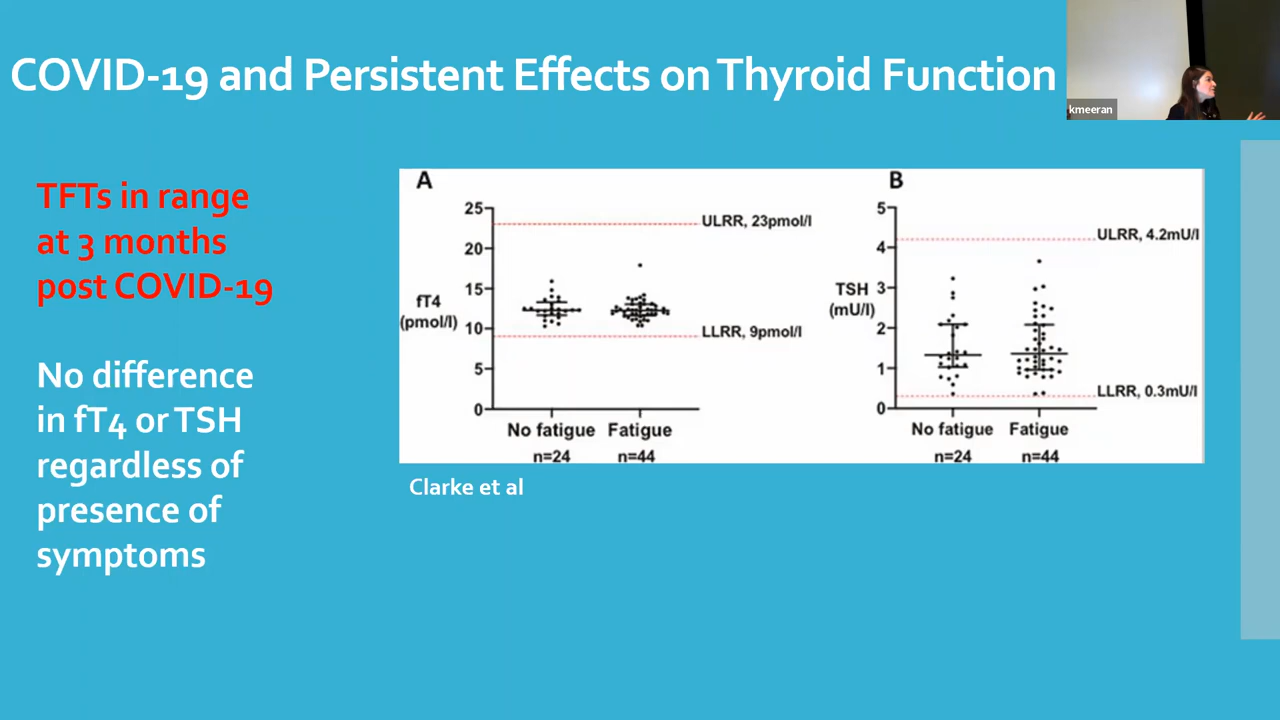 COVID-19 and Persistent Effects on Thyroid Function
kmeeran
TFTs in range
at 3 months
post COVID-19
No difference
in fT4 or TSH
regardless of
presence of
symptoms
A
25
20
15
10
5
0
fT4
(pmol/l)
ULRR, 23pmol/l
LLRR, 9pmol/l
No fatigue
Fatigue
n=24
n=44
B
5
4
3
2
1
0
TSH
(mU/l)
ULRR, 4.2mU/l
LLRR, 0.3mU/l
No fatigue
Fatigue
n=24
n=44
Clarke et al